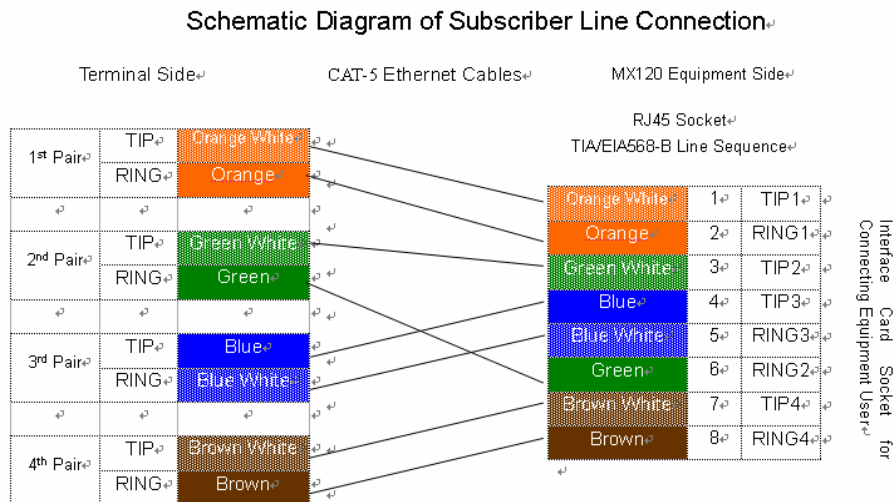 Schematic Diagram of Subscriber Line Connection
Terminal Side
CAT-5 Ethernet Cables
MX120 Equipment Side
RJ45 Socket
TIA/EIA568-B Line Sequence
1st Pair TIP Orange White
RING Orange
2nd Pair TIP Green White
RING Green
3rd Pair TIP Blue
RING Blue White
4th Pair TIP Brown White
RING Brown
Orange White 1 TIP1
Orange 2 RING1
Green White 3 TIP2
Blue 4 TIP3
Blue White 5 RING3
Green 6 RING2
Brown White 7 TIP4
Brown 8 RING4
Interface Card Socket for
Connecting Equipment User